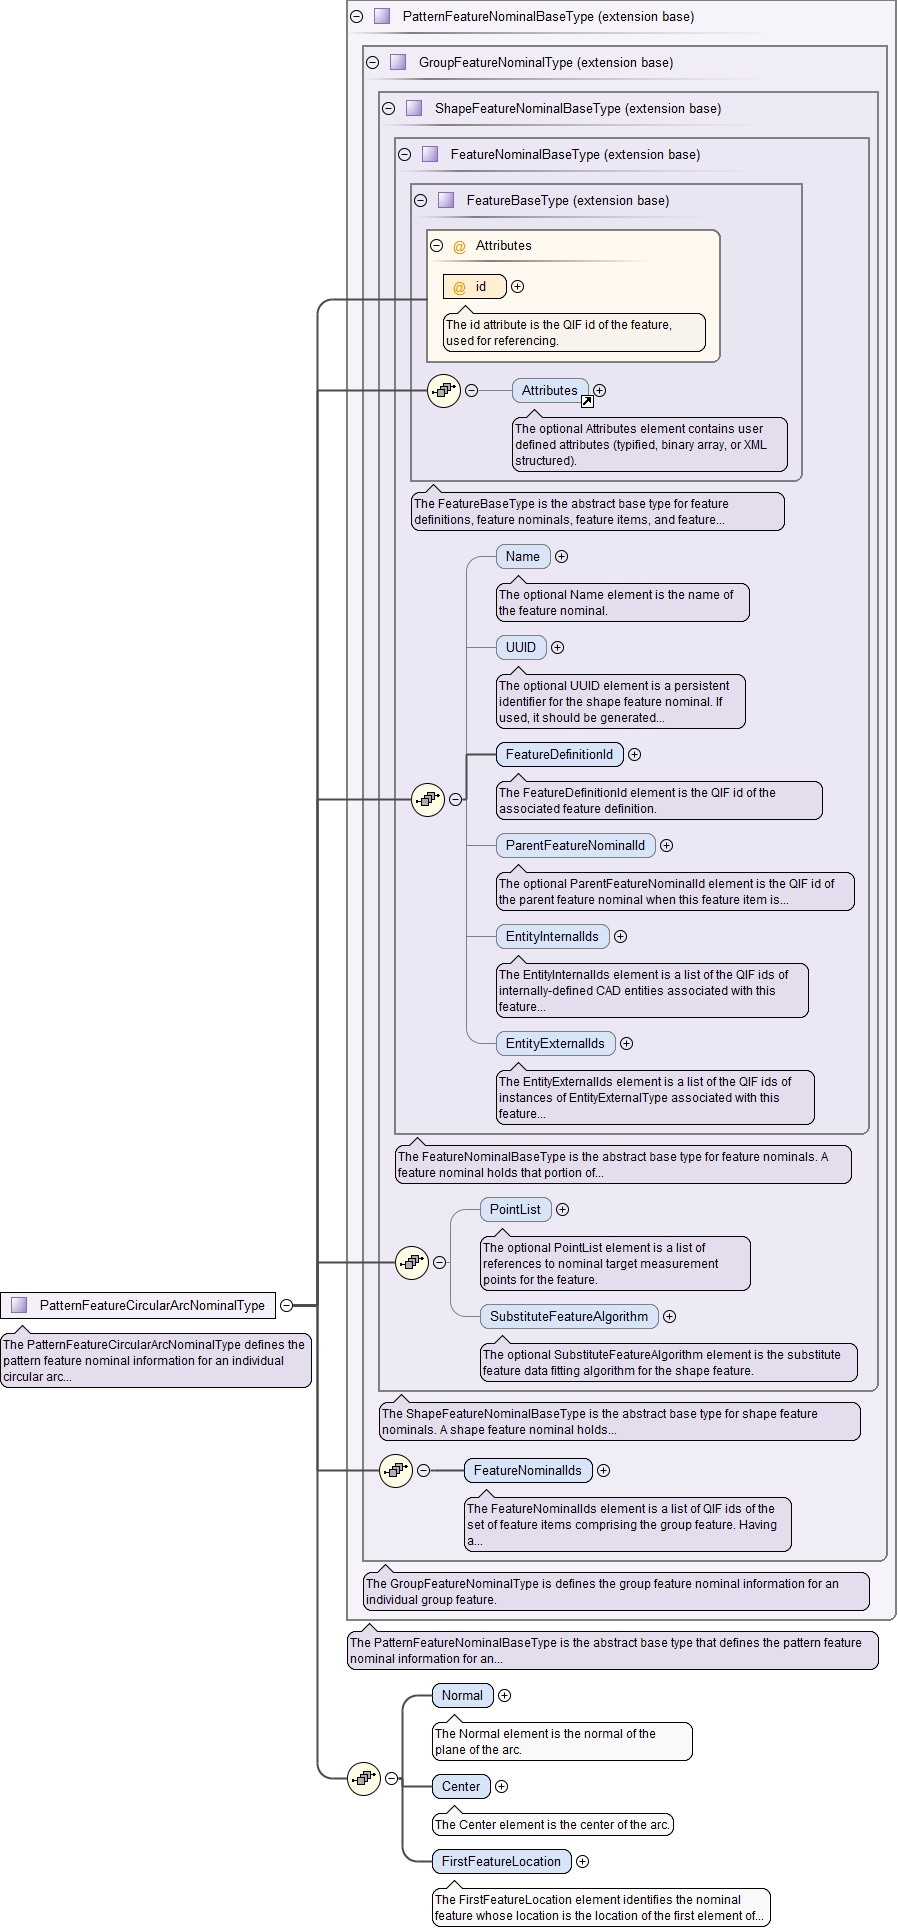 PatternFeatureNominalBaseType (extension base)
GroupFeatureNominalType (extension base)
ShapeFeatureNominalBaseType (extension base)
FeatureNominalBaseType (extension base)
FeatureBaseType (extension base)
@ Attributes
@ id
The id attribute is the QIF id of the feature,
used for referencing.
Attributes
The optional Attributes element contains user
defined attributes (typified, binary array, or XML
structured).
The FeatureBaseType is the abstract base type for feature
definitions, feature nominals, feature items, and feature...
Name
The optional Name element is the name of
the feature nominal.
UUID
The optional UUID element is a persistent
identifier for the shape feature nominal. If
used, it should be generated...
FeatureDefinitionId
The FeatureDefinitionId element is the QIF id of the
associated feature definition.
ParentFeatureNominalId
The optional ParentFeatureNominalId element is the QIF id of
the parent feature nominal when this feature item is...
EntityInternalIds
The EntityInternalIds element is a list of the QIF ids of
internally-defined CAD entities associated with this
feature...
EntityExternalIds
The EntityExternalIds element is a list of the QIF ids of
instances of EntityExternalType associated with this
feature...
The FeatureNominalBaseType is the abstract base type for feature nominals. A
feature nominal holds that portion of...
PointList
The optional PointList element is a list of
references to nominal target measurement
points for the feature.
SubstituteFeatureAlgorithm
The optional SubstituteFeatureAlgorithm element is the substitute
feature data fitting algorithm for the shape feature.
The ShapeFeatureNominalBaseType is the abstract base type for shape feature
nominals. A shape feature nominal holds...
PatternFeatureCircularArcNominalType
The PatternFeatureCircularArcNominalType defines the
pattern feature nominal information for an individual
circular arc...
FeatureNominalIds
The FeatureNominalIds element is a list of QIF ids of the
set of feature items comprising the group feature. Having
a...
The GroupFeatureNominalType is defines the group feature nominal information for an
individual group feature.
The PatternFeatureNominalBaseType is the abstract base type that defines the pattern feature
nominal information for an...
Normal
The Normal element is the normal of the
plane of the arc.
Center
The Center element is the center of the arc.
FirstFeatureLocation
The FirstFeatureLocation element identifies the nominal
feature whose location is the location of the first element of...